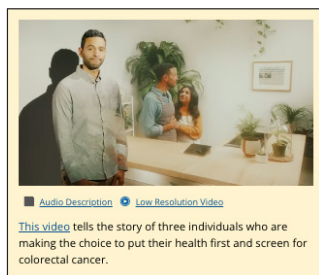 Audio Description Low Resolution Video
This video tells the story of three individuals who are
making the choice to put their health first and screen for
colorectal cancer.